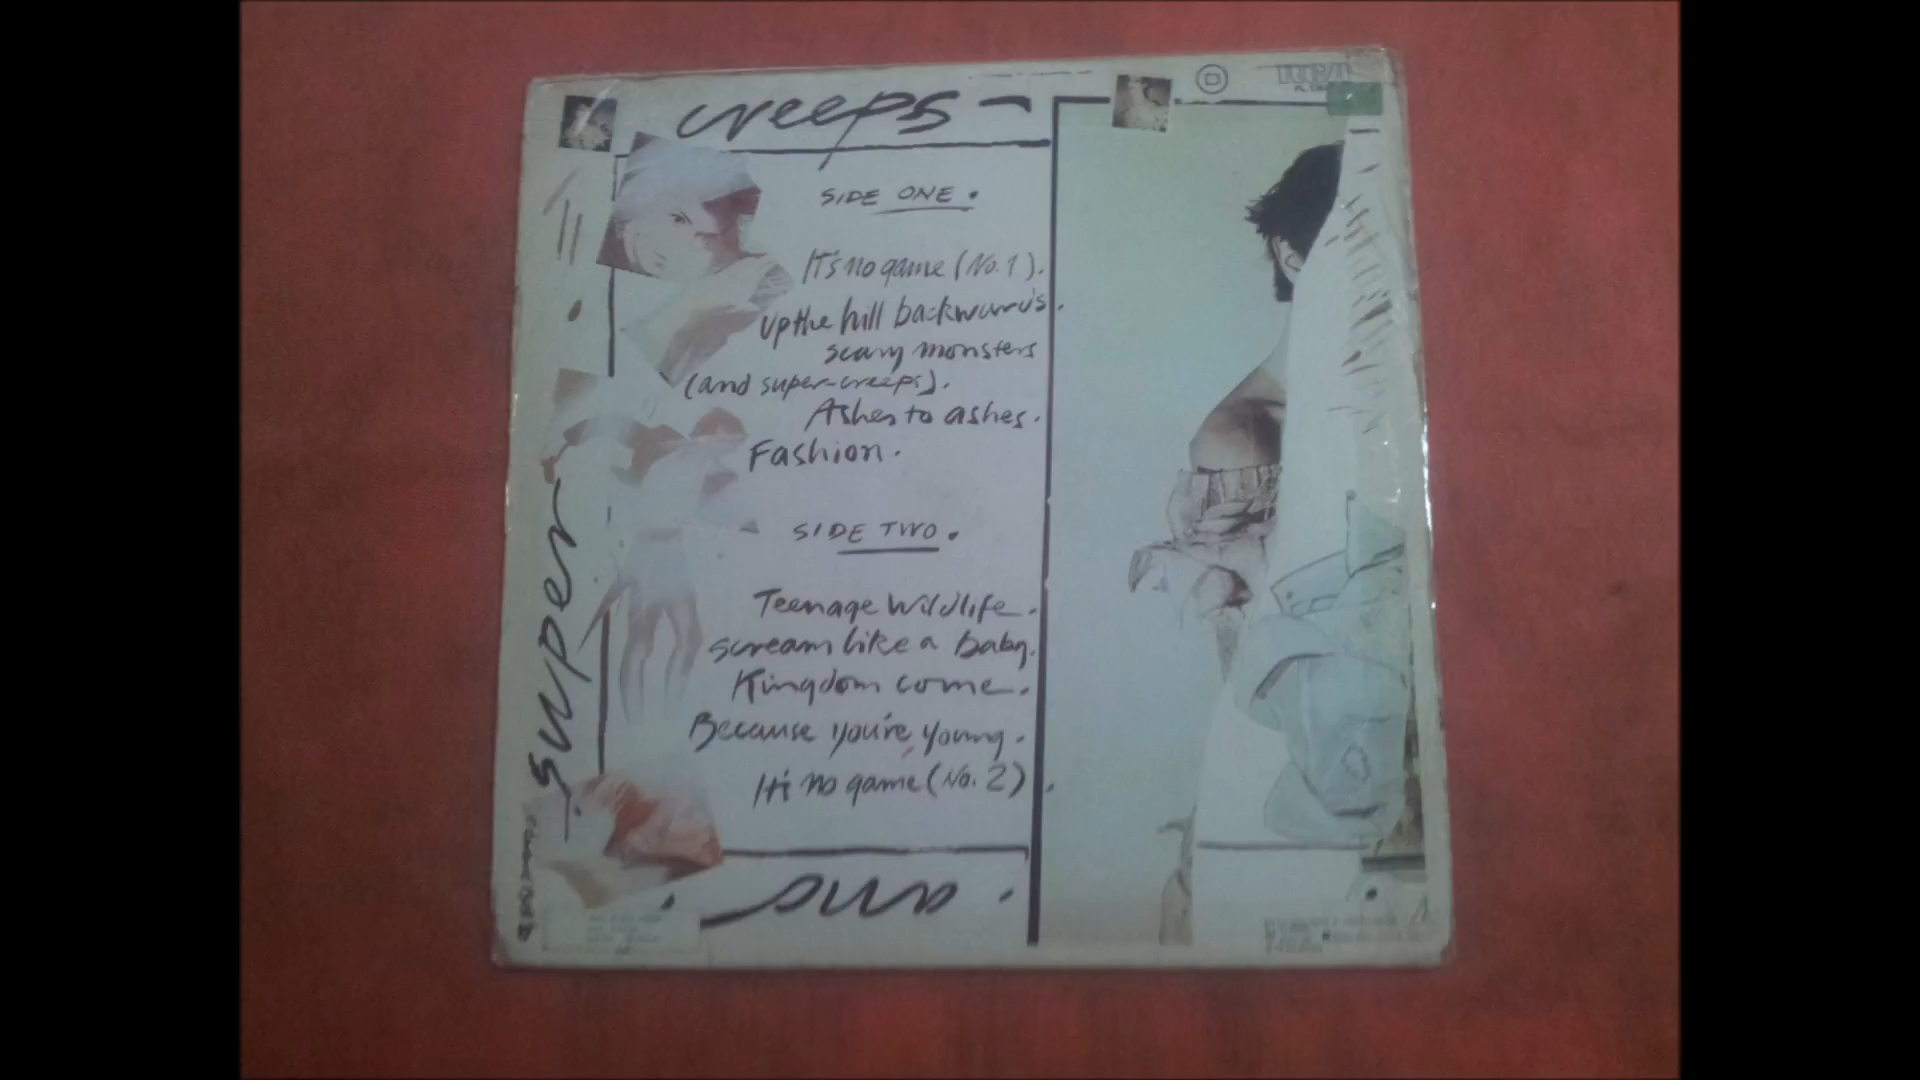 creeps
RCA
SIDE ONE.
It's no game (No. 1).
Up the hill backwards.
scary monsters
(and super-creeps).
Ashes to ashes.
Fashion.
SIDE TWO.
Teenage Wildlife.
scream like a baby.
Kingdom come.
Because you're young.
It's no game (No. 2).
super
and